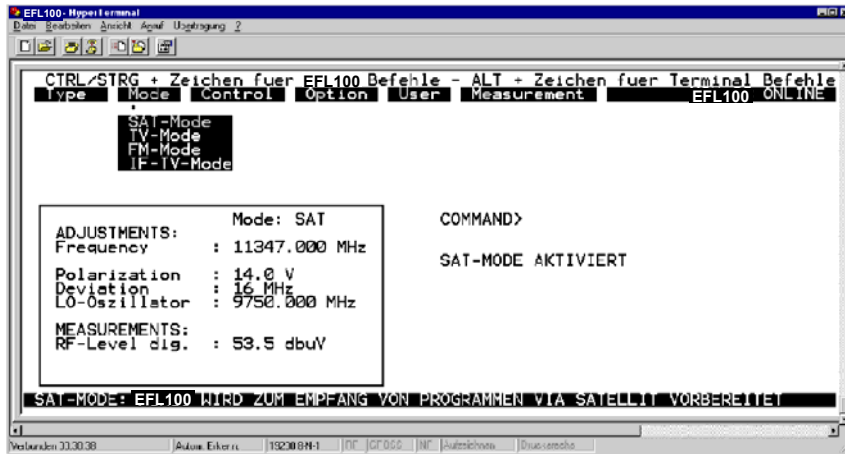 EFL100- HyperTerminal
Datei Bearbeiten Ansicht Anruf Übertragung ?
CTRL/STRG + Zeichen fuer EFL100 Befehle - ALT + Zeichen fuer Terminal Befehle
Type Mode Control Option User Measurement EFL100 ONLINE
SAT-Mode
TV-Mode
FM-Mode
IF-TV-Mode
Mode: SAT
ADJUSTMENTS:
Frequency : 11347.000 MHz
Polarization : 14.0 V
Deviation : 16 MHz
LO-Oszillator : 9750.000 MHz
MEASUREMENTS:
RF-Level dig. : 53.5 dbuV
COMMAND>
SAT-MODE AKTIVIERT
SAT-MODE: EFL100 WIRD ZUM EMPFANG VON PROGRAMMEN VIA SATELLIT VORBEREITET
Verbunden Autom. Erkenn. 19200 8-N-1 RF GROSS NF Aufzeichnen Druckerecho